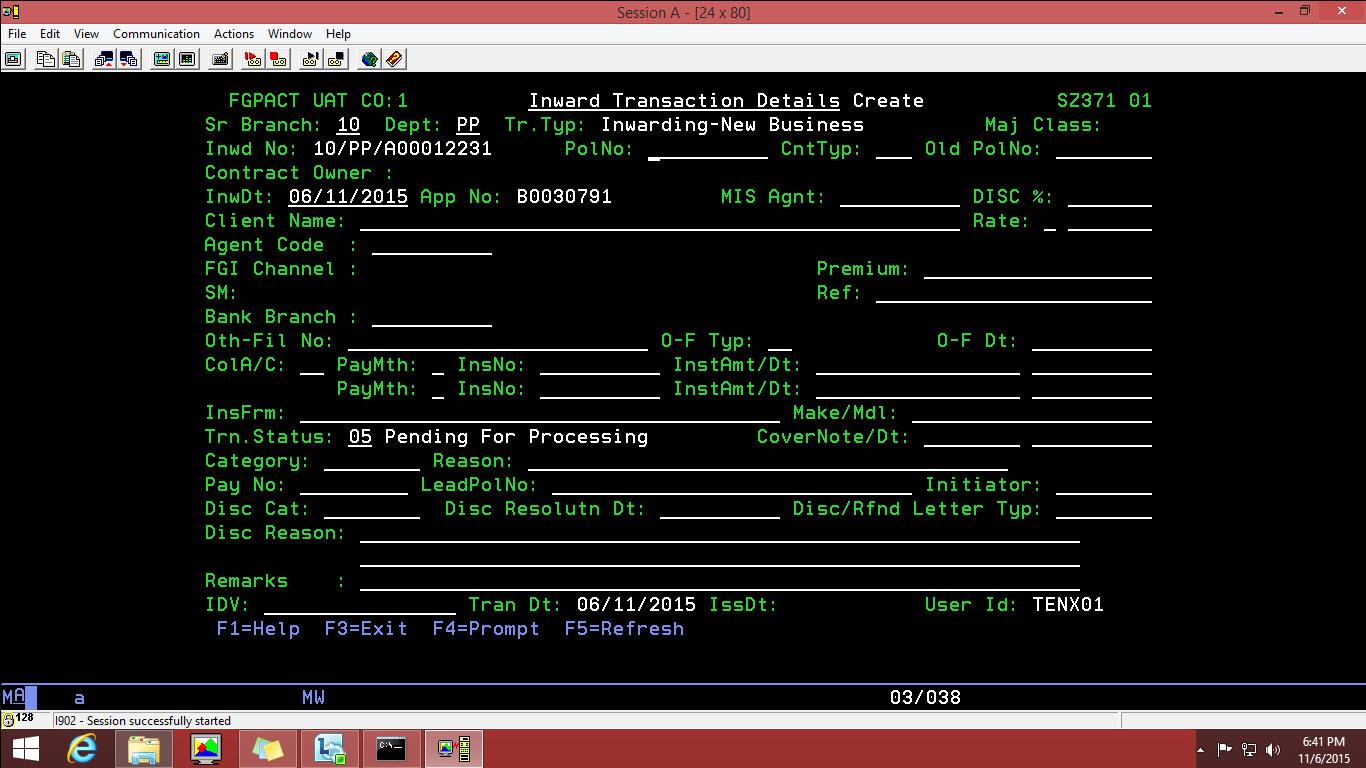 Session A - [24 x 80]
File Edit View Communication Actions Window Help
FGPACT UAT CO:1 Inward Transaction Details Create SZ371 01
Sr Branch: 10 Dept: PP Tr.Typ: Inwarding-New Business Maj Class:
Inwd No: 10/PP/A00012231 PolNo: CntTyp: Old PolNo:
Contract Owner :
InwDt: 06/11/2015 App No: B0030791 MIS Agnt: DISC %:
Client Name: Rate:
Agent Code :
FGI Channel : Premium:
SM: Ref:
Bank Branch :
Oth-Fil No: O-F Typ: O-F Dt:
ColA/C: PayMth: InsNo: InstAmt/Dt:
PayMth: InsNo: InstAmt/Dt:
InsFrm: Make/Mdl:
Trn.Status: 05 Pending For Processing CoverNote/Dt:
Category: Reason:
Pay No: LeadPolNo: Initiator:
Disc Cat: Disc Resolutn Dt: Disc/Rfnd Letter Typ:
Disc Reason:
Remarks :
IDV: Tran Dt: 06/11/2015 IssDt: User Id: TENX01
F1=Help F3=Exit F4=Prompt F5=Refresh
MA a MW 03/038
128 I902 - Session successfully started
C:\
6:41 PM
11/6/2015